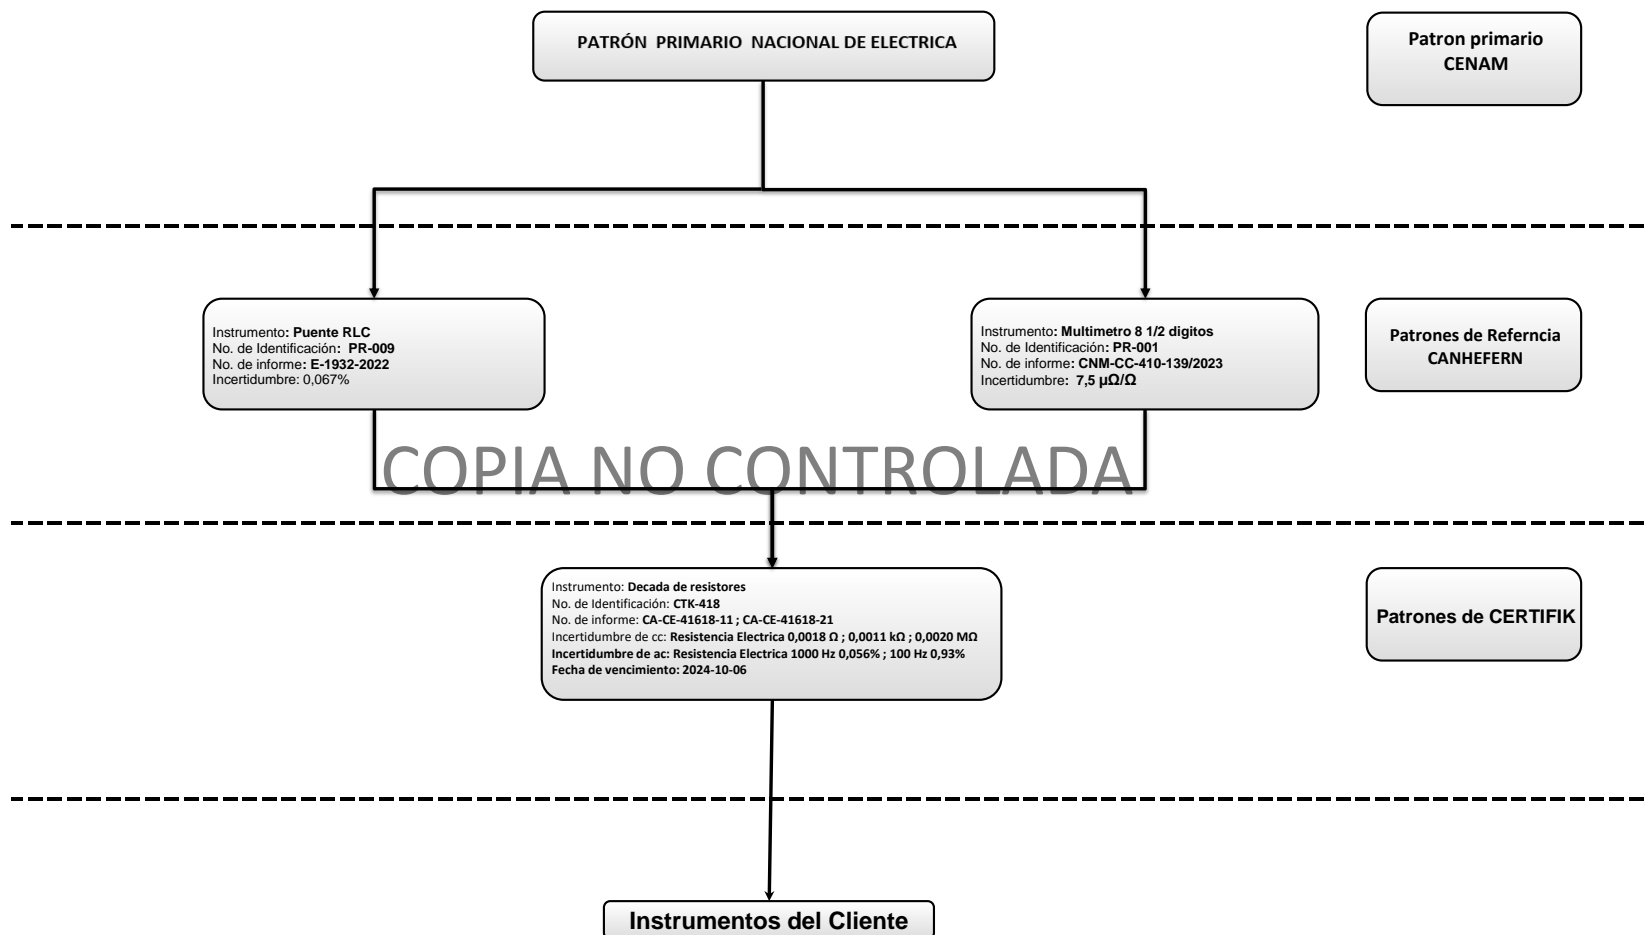 PATRÓN  PRIMARIO  NACIONAL DE ELECTRICA
Patron primario
CENAM
Instrumento: Puente RLC
No. de Identificación:  PR-009
No. de informe: E-1932-2022
Incertidumbre: 0,067%
Instrumento: Multimetro 8 1/2 digitos
No. de Identificación: PR-001
No. de informe: CNM-CC-410-139/2023
Incertidumbre:  7,5 µΩ/Ω
Patrones de Referncia
CANHEFERN
COPIA NO CONTROLADA
Instrumento: Decada de resistores
No. de Identificación: CTK-418
No. de informe: CA-CE-41618-11 ; CA-CE-41618-21
Incertidumbre de cc: Resistencia Electrica 0,0018 Ω ; 0,0011 kΩ ; 0,0020 MΩ
Incertidumbre de ac: Resistencia Electrica 1000 Hz 0,056% ; 100 Hz 0,93%
Fecha de vencimiento: 2024-10-06
Patrones de CERTIFIK
Instrumentos del Cliente